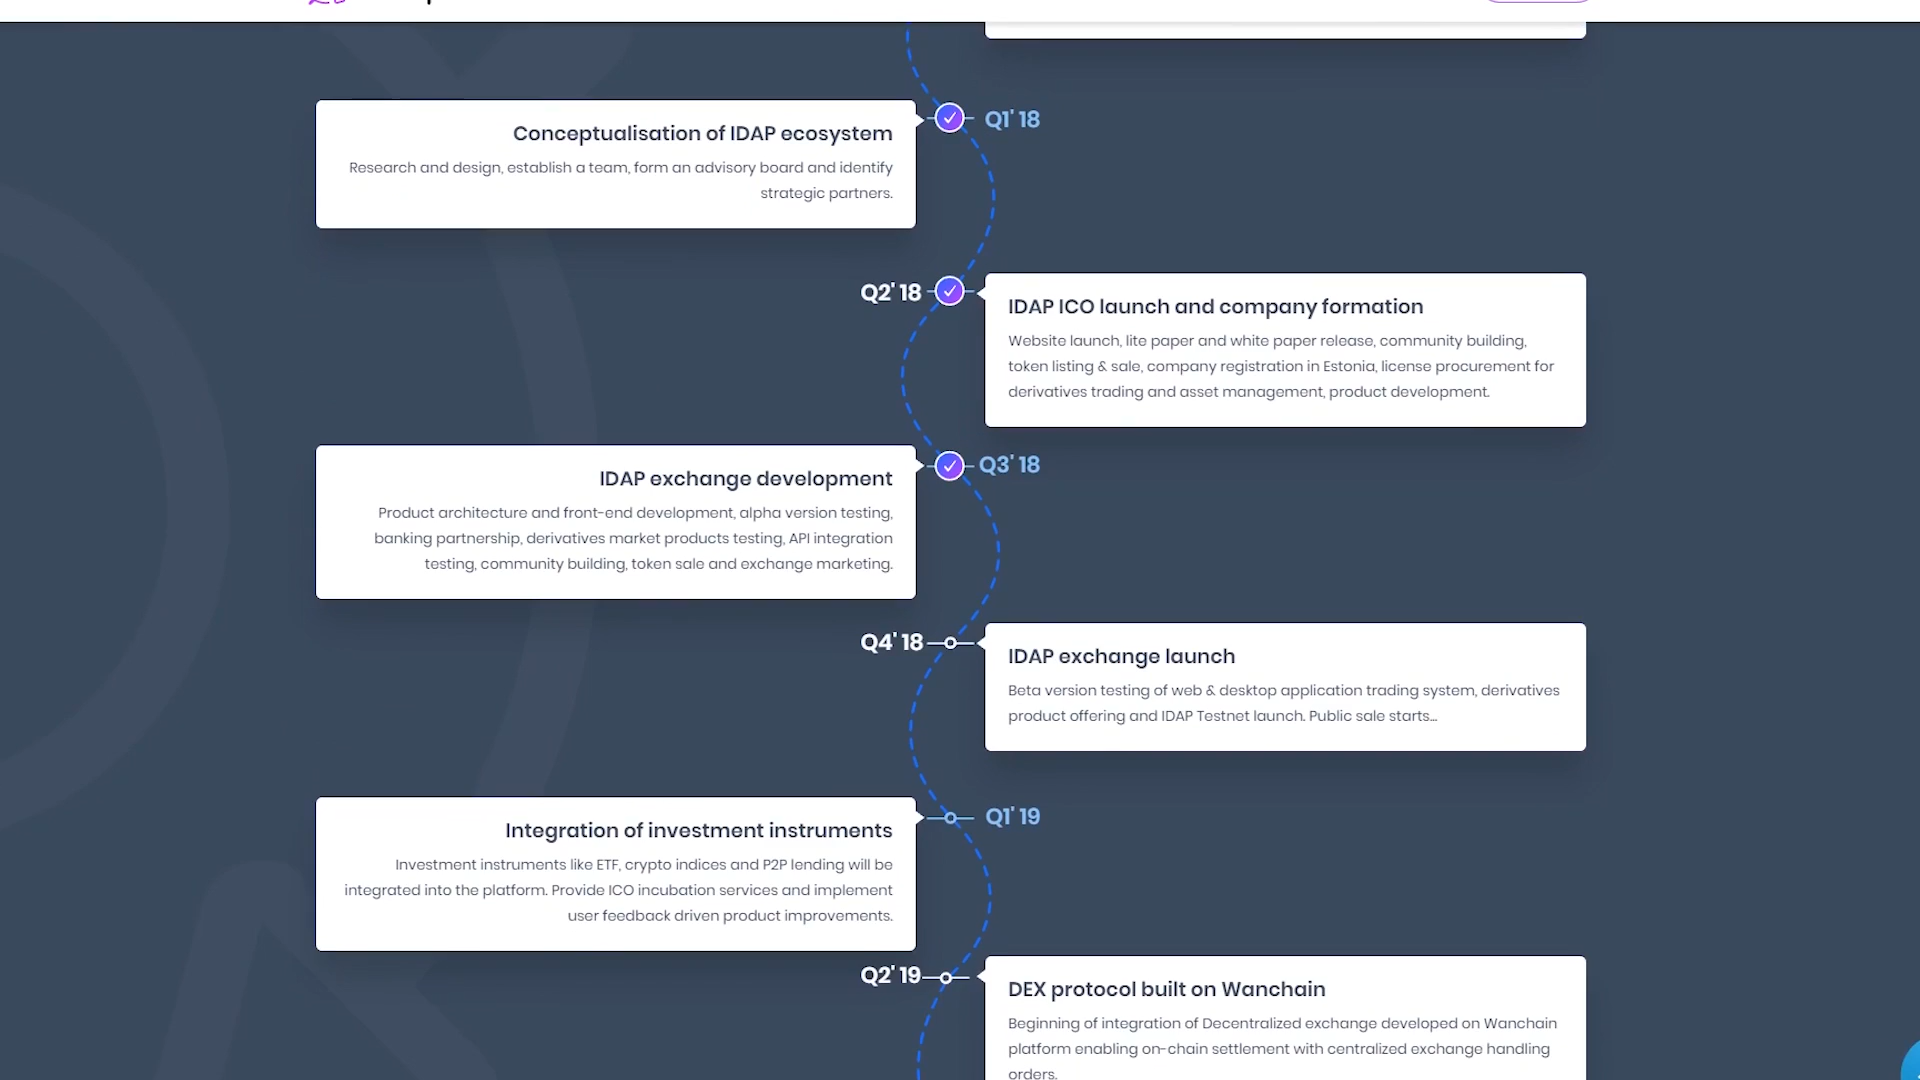 Q1' 18
Conceptualisation of IDAP ecosystem
Research and design, establish a team, form an advisory board and identify
strategic partners.
Q2' 18
IDAP ICO launch and company formation
Website launch, lite paper and white paper release, community building,
token listing & sale, company registration in Estonia, license procurement for
derivatives trading and asset management, product development.
Q3' 18
IDAP exchange development
Product architecture and front-end development, alpha version testing,
banking partnership, derivatives market products testing, API integration
testing, community building, token sale and exchange marketing.
Q4' 18
IDAP exchange launch
Beta version testing of web & desktop application trading system, derivatives
product offering and IDAP Testnet launch. Public sale starts...
Q1' 19
Integration of investment instruments
Investment instruments like ETF, crypto indices and P2P lending will be
integrated into the platform. Provide ICO incubation services and implement
user feedback driven product improvements.
Q2' 19
DEX protocol built on Wanchain
Beginning of integration of Decentralized exchange developed on Wanchain
platform enabling on-chain settlement with centralized exchange handling
orders.